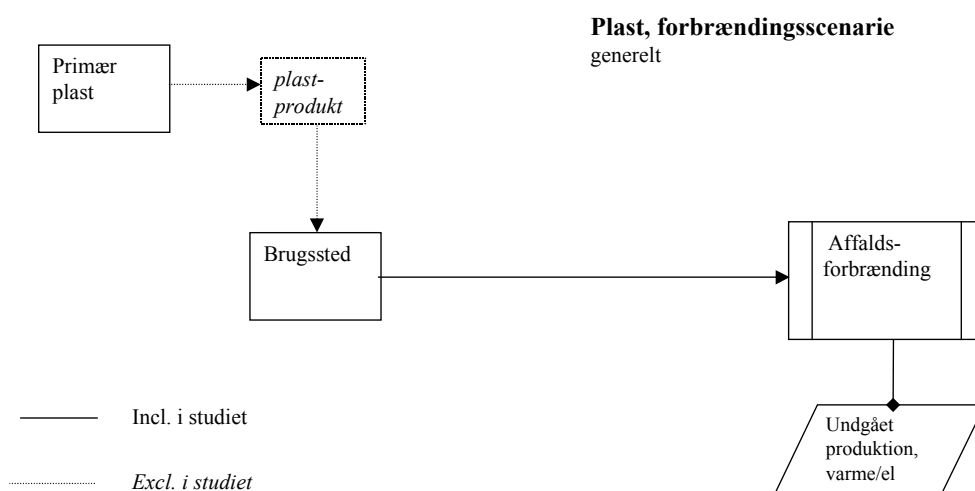 Plast, forbrændingsscenarie
generelt
Primær
plast
plast-
produkt
Brugssted
Affalds-
forbrænding
Incl. i studiet
Undgået
produktion,
varme/el
Excl. i studiet